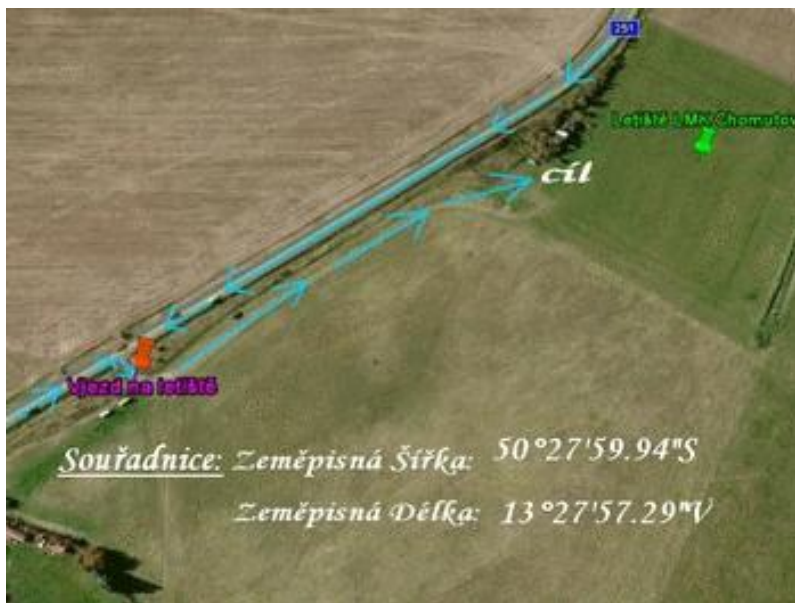 251
Letiště LMK Chomutov
cíl
Vjezd na letiště
Souřadnice: Zeměpisná Šířka: 50°27'59.94"S
Zeměpisná Délka: 13°27'57.29"V